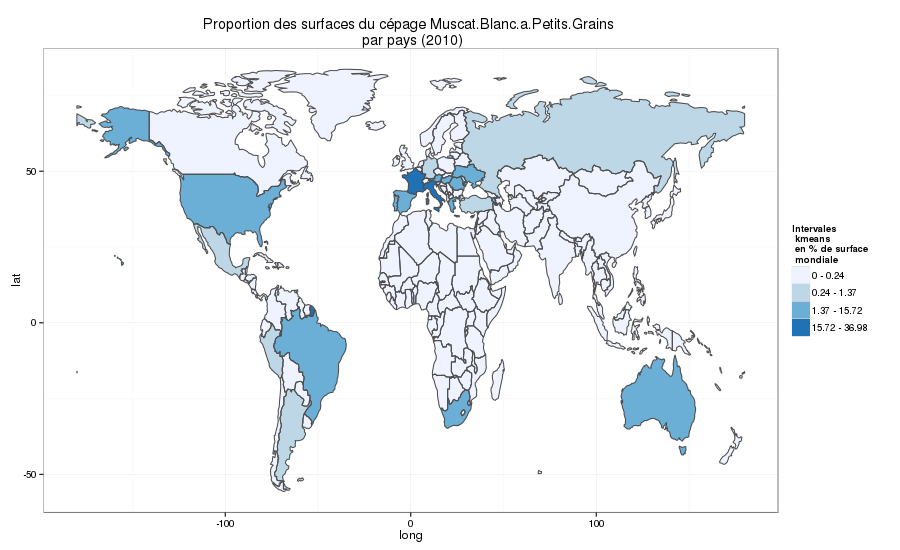 Proportion des surfaces du cépage Muscat.Blanc.a.Petits.Grains
par pays (2010)
50
0
-50
lat
-100
0
100
long
Intervales
kmeans
en % de surface
mondiale
0 - 0.24
0.24 - 1.37
1.37 - 15.72
15.72 - 36.98